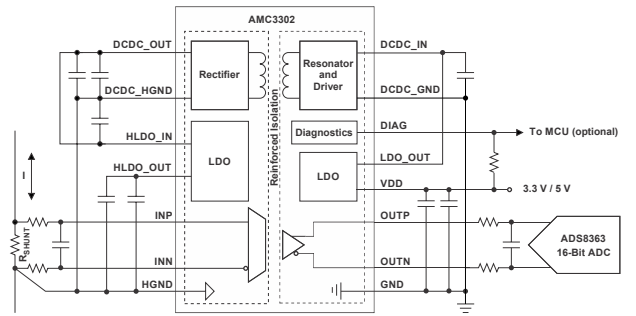 AMC3302
DCDC_OUT
DCDC_IN
Rectifier
Resonator
and
Driver
DCDC_HGND
DCDC_GND
Reinforced Isolation
Diagnostics
DIAG
To MCU (optional)
HLDO_IN
LDO
LDO_OUT
HLDO_OUT
LDO
VDD
3.3 V / 5 V
I
RSHUNT
INP
OUTP
ADS8363
16-Bit ADC
INN
OUTN
HGND
GND